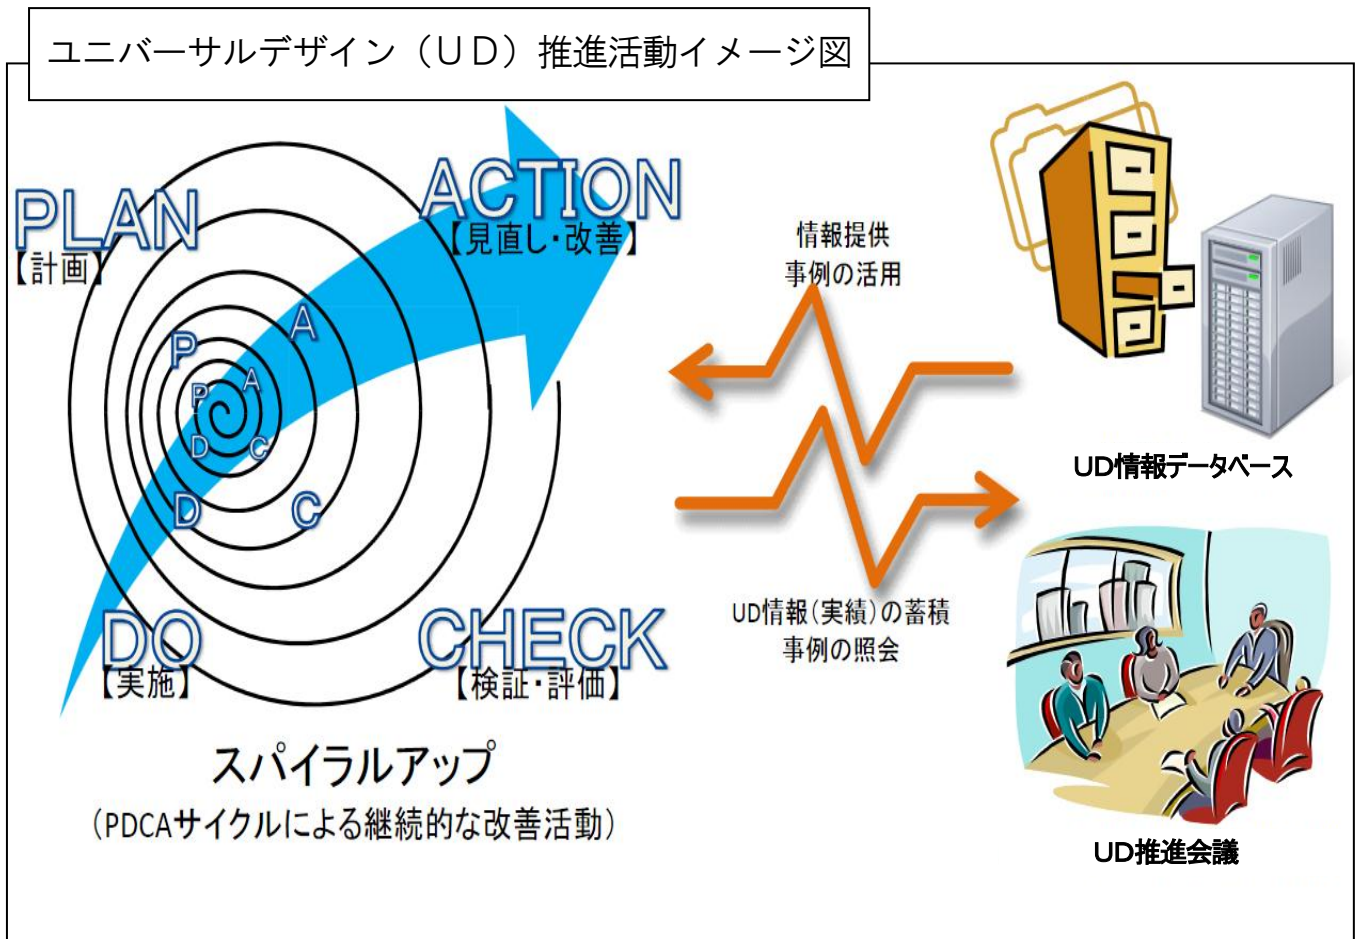 ユニバーサルデザイン（ＵＤ）推進活動イメージ図
PLAN
【計画】
ACTION
【見直し・改善】
P
A
P
A
D
C
D
C
DO
【実施】
CHECK
【検証・評価】
スパイラルアップ
（PDCAサイクルによる継続的な改善活動）
情報提供
事例の活用
UD情報（実績）の蓄積
事例の照会
UD情報データベース
UD推進会議